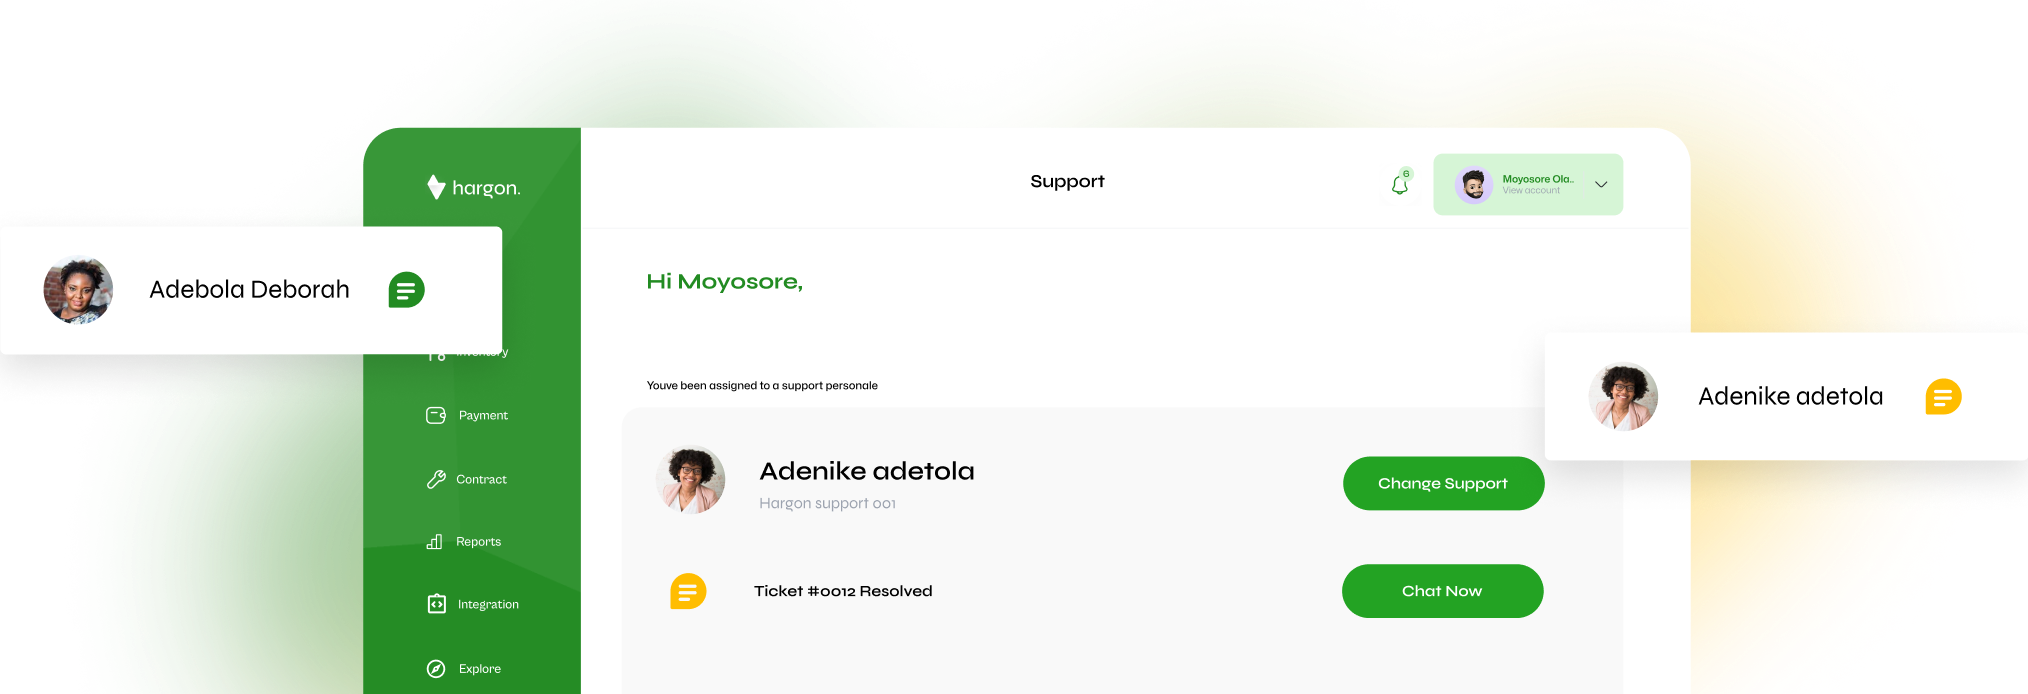 hargon.
Support
6
Moyosore Ola..
View account
Adebola Deborah
Hi Moyosore,
Inventory
Youve been assigned to a support personale
Adenike adetola
Payment
Adenike adetola
Change Support
Contract
Hargon support 001
Reports
Ticket #0012 Resolved
Chat Now
Integration
Explore